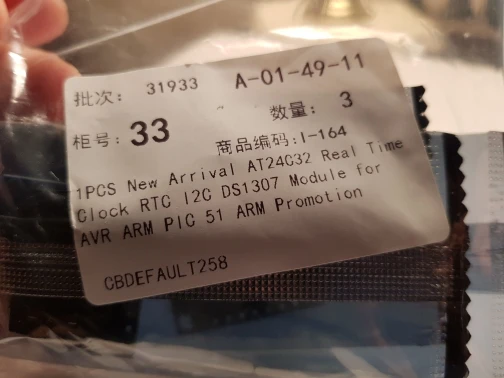 批次: 31933 A-01-49-11
柜号: 33 数量: 3
商品编码:I-164
1PCS New Arrival AT24C32 Real Time
Clock RTC I2C DS1307 Module for
AVR ARM PIC 51 ARM Promotion
CBDEFAULT258